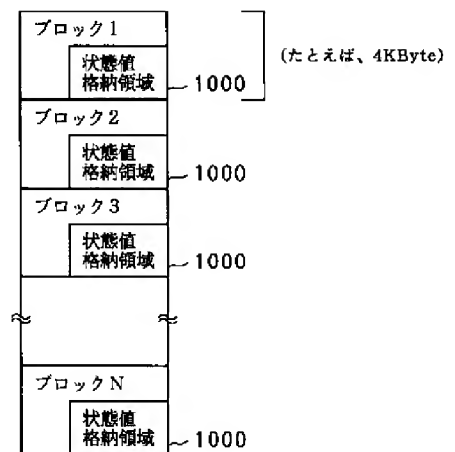 ブロック1
状態値
格納領域
1000
(たとえば、4KByte)
ブロック2
状態値
格納領域
1000
ブロック3
状態値
格納領域
1000
ブロックN
状態値
格納領域
1000